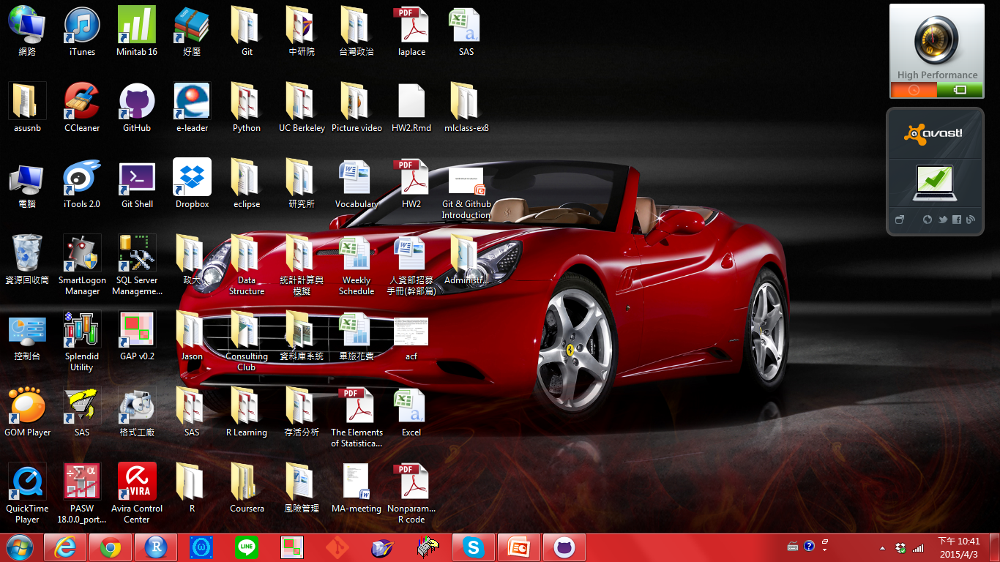 網路
iTunes
Minitab 16
好壓
Git
中研院
台灣政治
laplace
SAS
asusnb
CCleaner
GitHub
e-leader
Python
UC Berkeley
Picture video
HW2.Rmd
mlclass-ex8
電腦
iTools 2.0
Git Shell
Dropbox
eclipse
研究所
Vocabulary
HW2
Git & Github
Introduction
資源回收筒
SmartLogon
Manager
SQL Server
Manageme...
政大
Data
Structure
統計計算與
模擬
Weekly
Schedule
人資部招募
手冊(幹部篇)
Administr...
控制台
Splendid
Utility
GAP v0.2
Jason
Consulting
Club
資料庫系統
畢旅花費
acf
GOM Player
SAS
格式工廠
SAS
R Learning
存活分析
The Elements
of Statistica...
Excel
QuickTime
Player
PASW
18.0.0_port...
AVIRA
Avira Control
Center
R
Coursera
風險管理
MA-meeting
Nonparam...
R code
PDF
PDF
PDF
PDF
High Performance
avast!
LINE
下午 10:41
2015/4/3